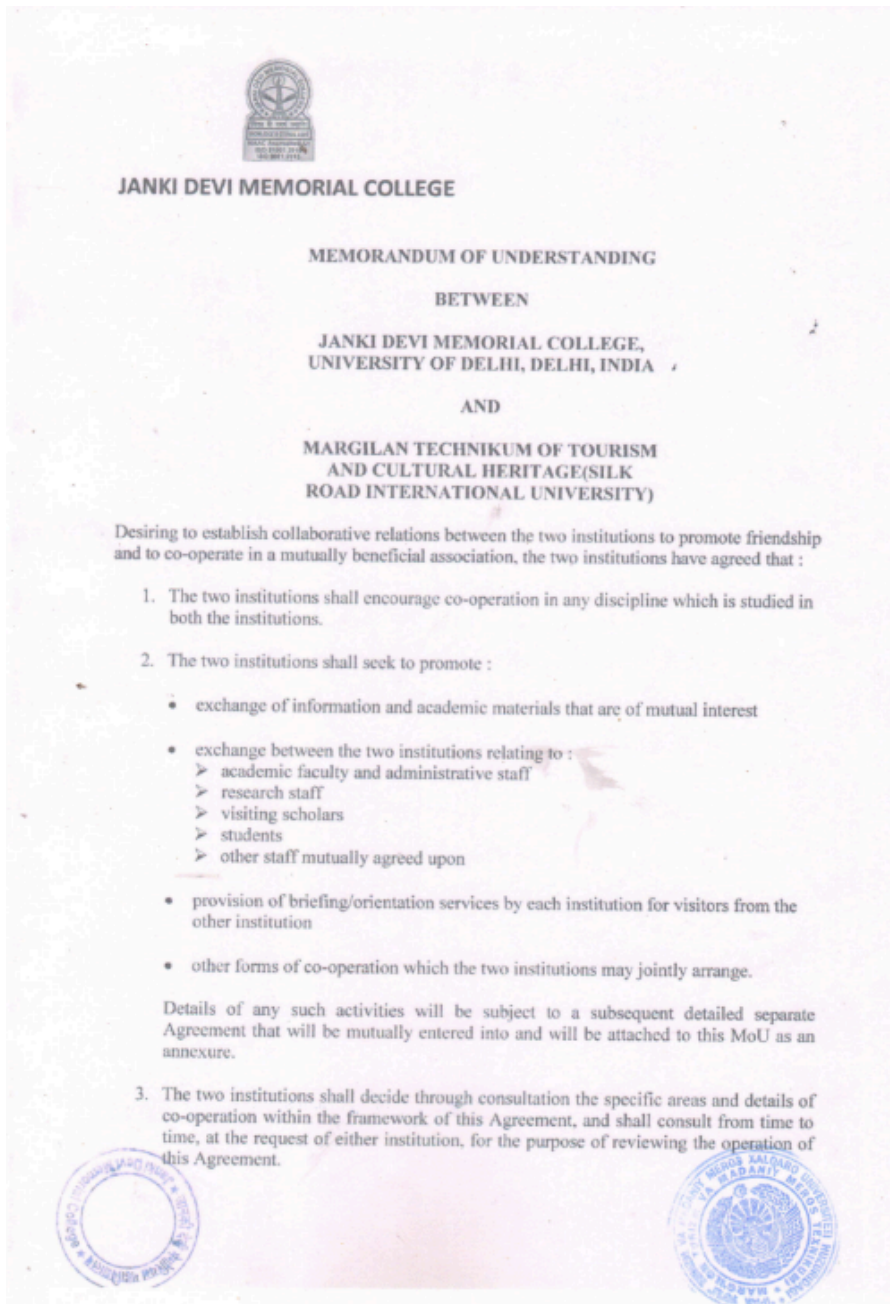 JANKI DEVI MEMORIAL COLLEGE
MEMORANDUM OF UNDERSTANDING
BETWEEN
JANKI DEVI MEMORIAL COLLEGE,
UNIVERSITY OF DELHI, DELHI, INDIA
AND
MARGILAN TECHNIKUM OF TOURISM
AND CULTURAL HERITAGE(SILK
ROAD INTERNATIONAL UNIVERSITY)
Desiring to establish collaborative relations between the two institutions to promote friendship
and to co-operate in a mutually beneficial association, the two institutions have agreed that :
1. The two institutions shall encourage co-operation in any discipline which is studied in
both the institutions.
2. The two institutions shall seek to promote :
• exchange of information and academic materials that are of mutual interest
• exchange between the two institutions relating to :
➢ academic faculty and administrative staff
➢ research staff
➢ visiting scholars
➢ students
➢ other staff mutually agreed upon
• provision of briefing/orientation services by each institution for visitors from the
other institution
• other forms of co-operation which the two institutions may jointly arrange.
Details of any such activities will be subject to a subsequent detailed separate
Agreement that will be mutually entered into and will be attached to this MoU as an
annexure.
3. The two institutions shall decide through consultation the specific areas and details of
co-operation within the framework of this Agreement, and shall consult from time to
time, at the request of either institution, for the purpose of reviewing the operation of
this Agreement.
Janki Devi Memorial College
VA MADANIY MEROS TEXNIKUMI